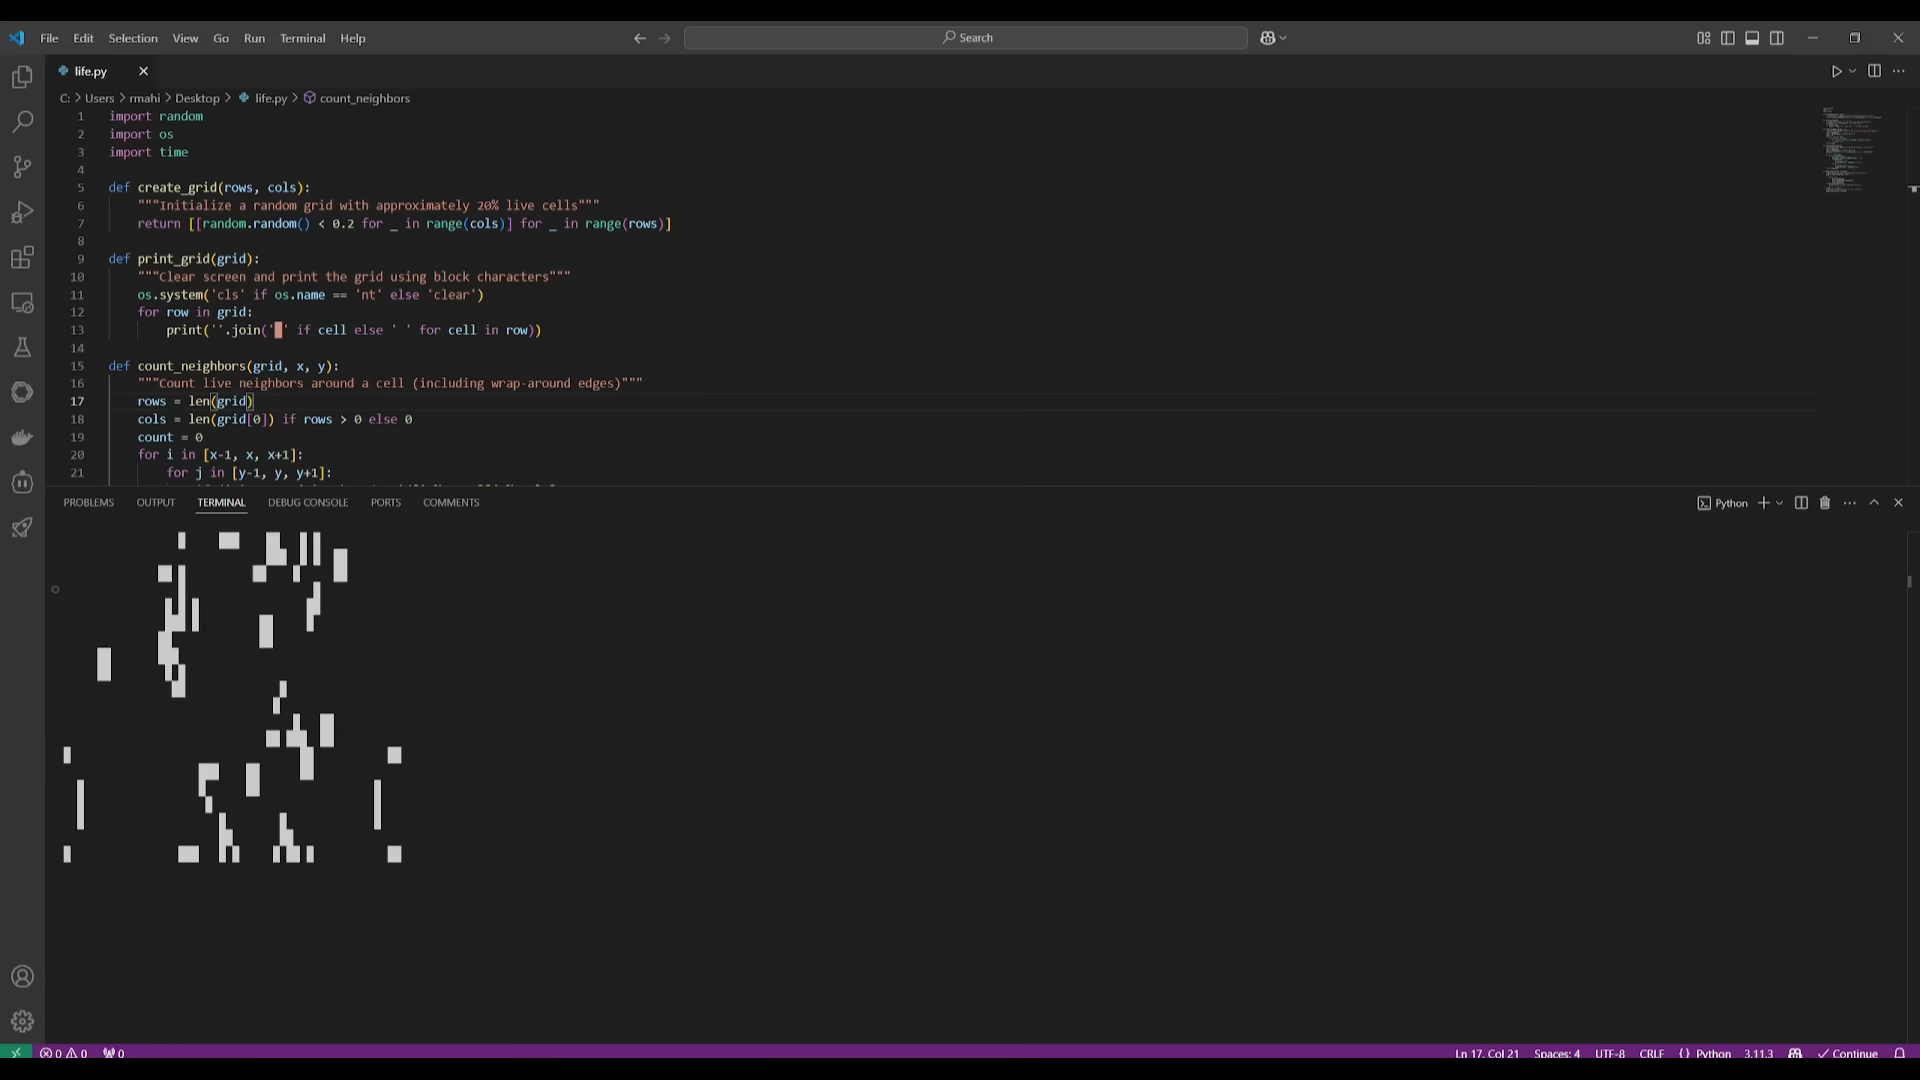 File Edit Selection View Go Run Terminal Help
Search
life.py
C: > Users > rmahi > Desktop > life.py > count_neighbors
1 import random
2 import os
3 import time
4
5 def create_grid(rows, cols):
6 """Initialize a random grid with approximately 20% live cells"""
7 return [[random.random() < 0.2 for _ in range(cols)] for _ in range(rows)]
8
9 def print_grid(grid):
10 """Clear screen and print the grid using block characters"""
11 os.system('cls' if os.name == 'nt' else 'clear')
12 for row in grid:
13 print(''.join('█' if cell else ' ' for cell in row))
14
15 def count_neighbors(grid, x, y):
16 """Count live neighbors around a cell (including wrap-around edges)"""
17 rows = len(grid)
18 cols = len(grid[0]) if rows > 0 else 0
19 count = 0
20 for i in [x-1, x, x+1]:
21 for j in [y-1, y, y+1]:
PROBLEMS OUTPUT TERMINAL DEBUG CONSOLE PORTS COMMENTS
Python
0 0 0
Ln 17, Col 21 Spaces: 4 UTF-8 CRLF {} Python 3.11.3 Continue